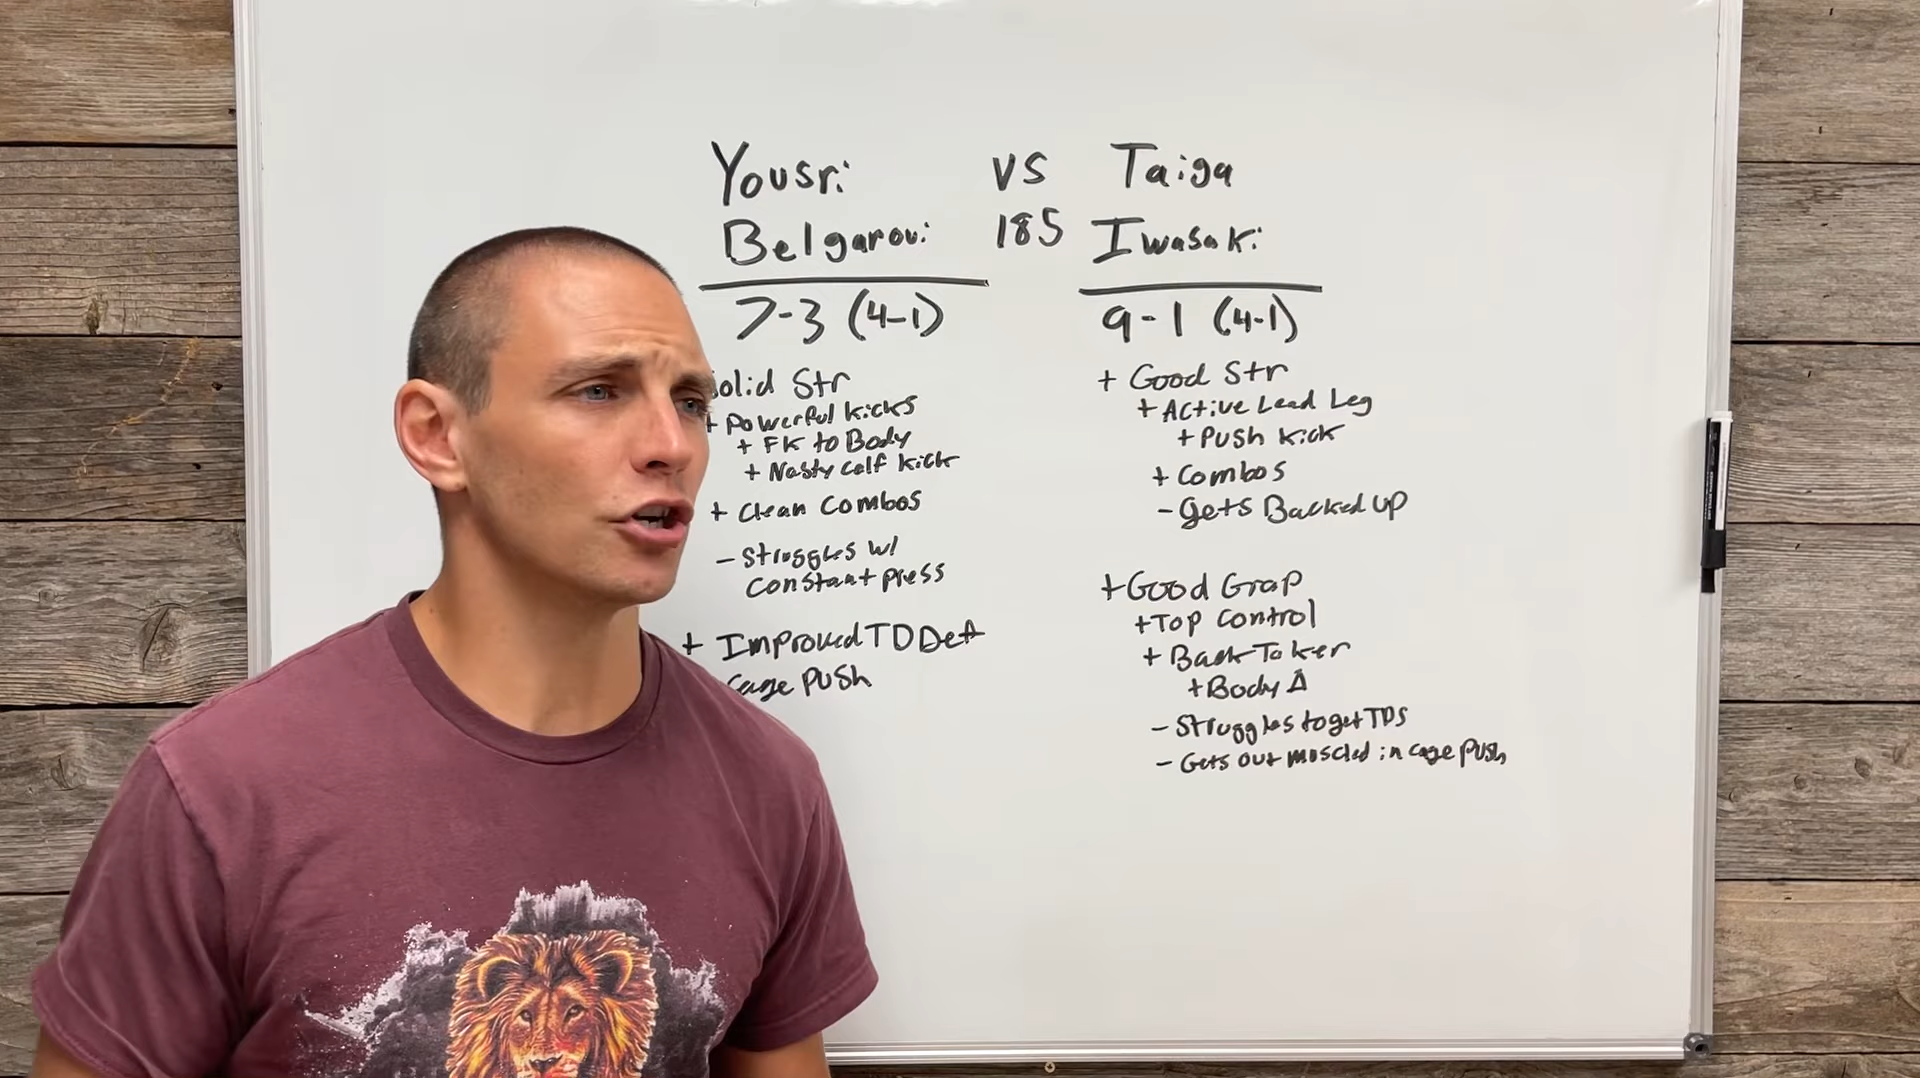 Yousri vs Taiga
Belgaroui 185 Iwasaki
7-3 (4-1)
Solid Str
+ Powerful Kicks
+ FK to Body
+ Nasty calf kick
+ Clean Combos
- Struggles w/
constant press
+ Improved TD Def
Cage Push
9-1 (4-1)
+ Good Str
+ Active Lead Leg
+ Push Kick
+ Combos
- Gets Backed up
+ Good Grap
+ Top Control
+ Back Taker
+ Body Δ
- Struggles to get TDs
- Gets out muscled in cage push